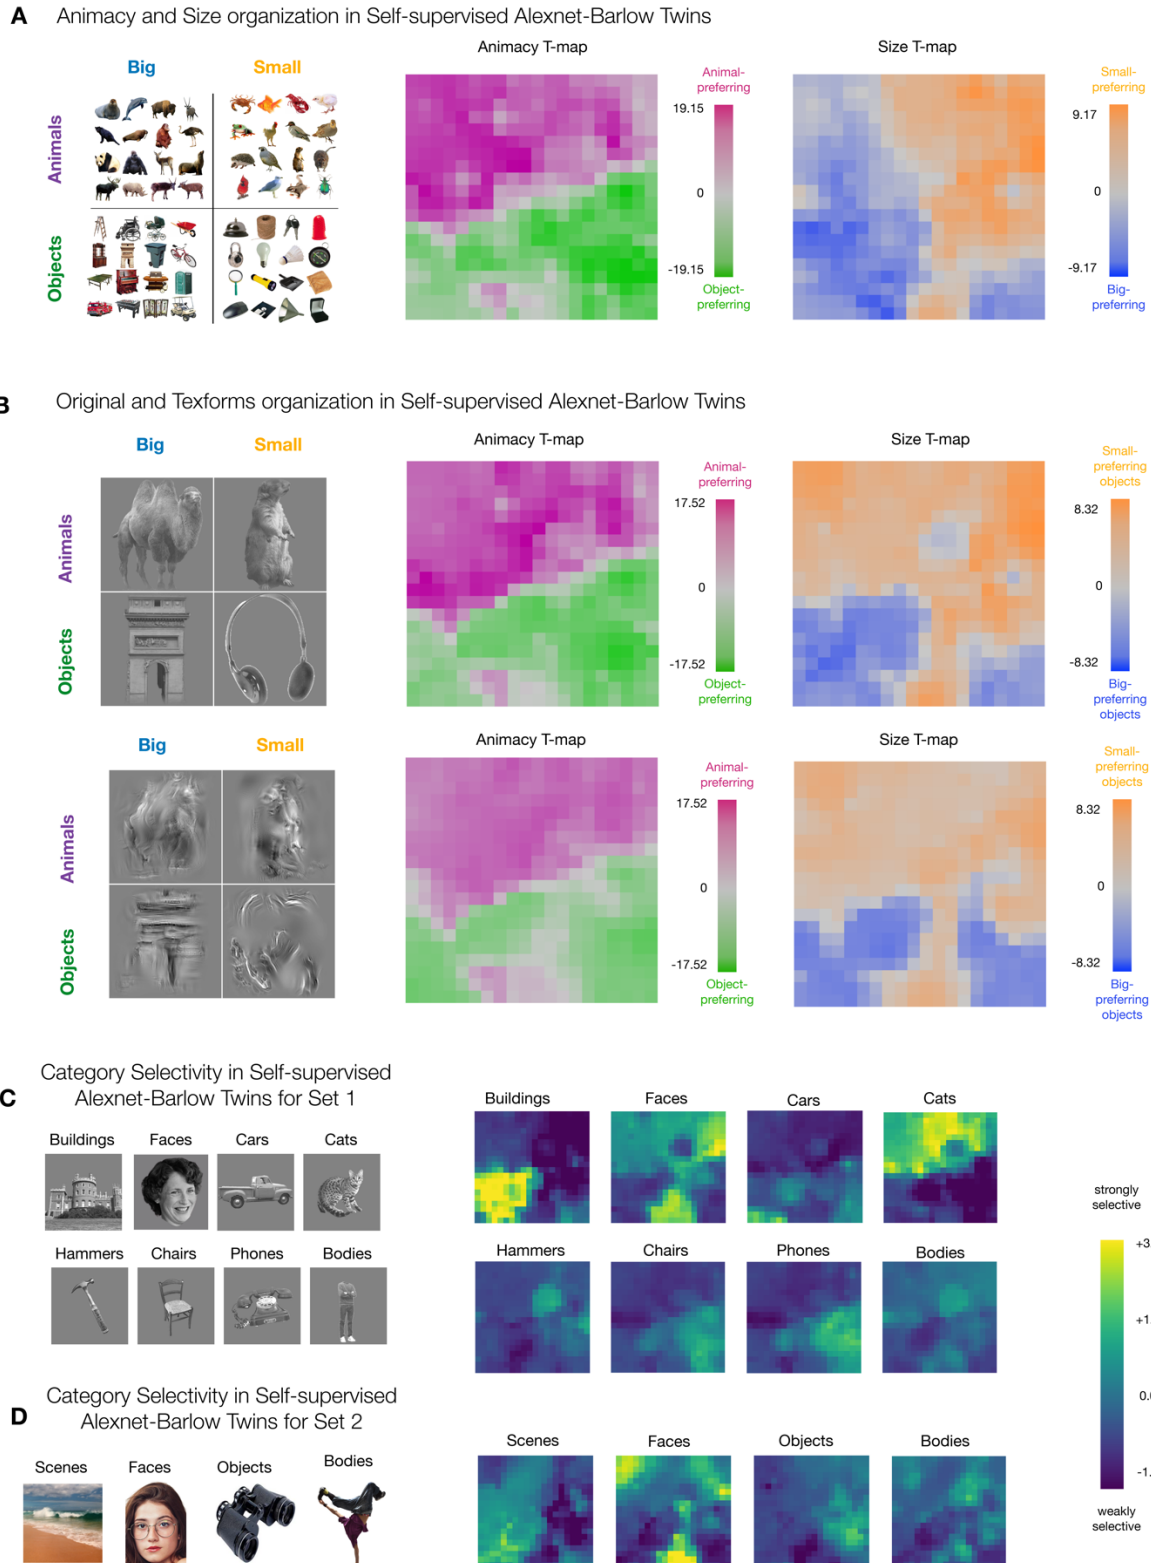 A Animacy and Size organization in Self-supervised Alexnet-Barlow Twins
Big Small
Animals
Objects
Animacy T-map
Animal-
preferring
19.15
0
-19.15
Object-
preferring
Size T-map
Small-
preferring
9.17
0
-9.17
Big-
preferring
B Original and Texforms organization in Self-supervised Alexnet-Barlow Twins
Big Small
Animals
Objects
Animacy T-map
Animal-
preferring
17.52
0
-17.52
Object-
preferring
Size T-map
Small-
preferring
objects
8.32
0
-8.32
Big-
preferring
objects
Big Small
Animals
Objects
Animacy T-map
Animal-
preferring
17.52
0
-17.52
Object-
preferring
Size T-map
Small-
preferring
objects
8.32
0
-8.32
Big-
preferring
objects
Category Selectivity in Self-supervised
C Alexnet-Barlow Twins for Set 1
Buildings Faces Cars Cats
Hammers Chairs Phones Bodies
Buildings Faces Cars Cats
Hammers Chairs Phones Bodies
strongly
selective
+3
+1.
0.
-1.
weakly
selective
Category Selectivity in Self-supervised
D Alexnet-Barlow Twins for Set 2
Scenes Faces Objects Bodies
Scenes Faces Objects Bodies